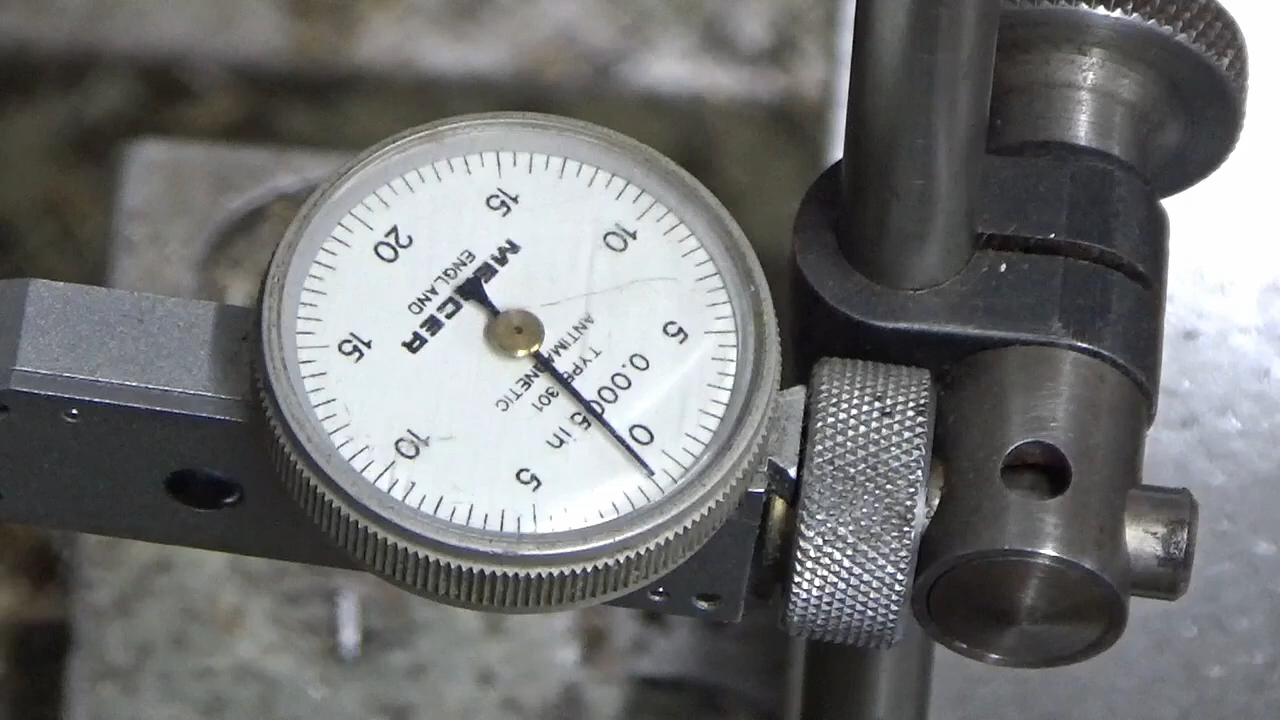 0
5 5
0.0005 in
TYPE 301
ANTIMAGNETIC
10 10
MERCER
ENGLAND
15 15
20